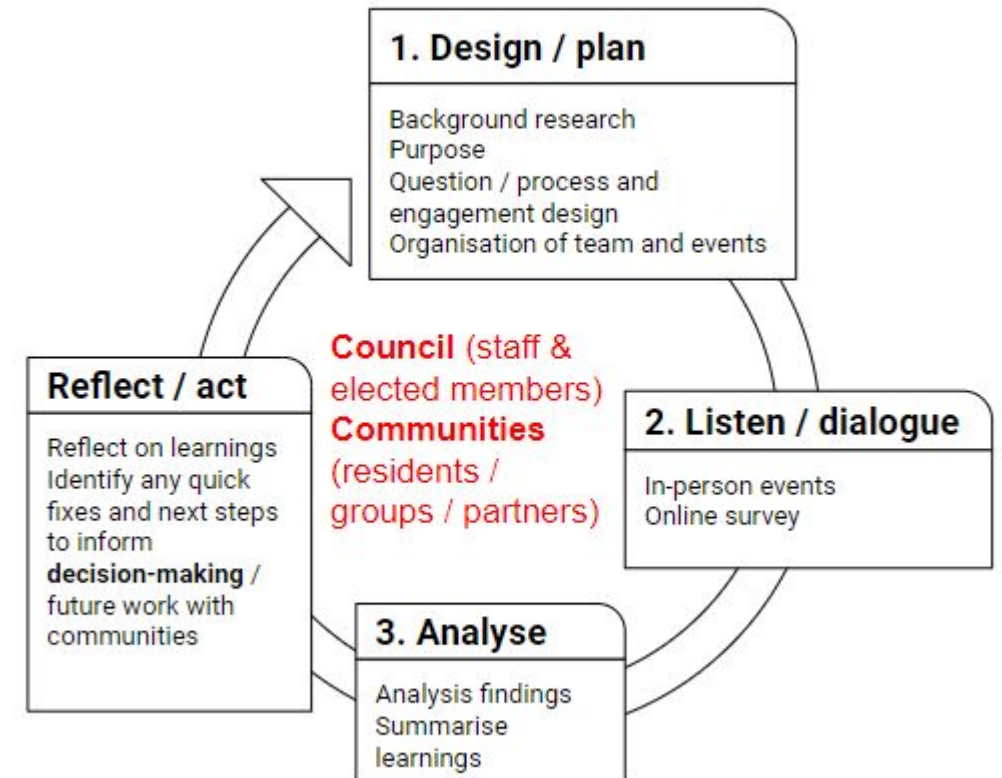 1. Design / plan
Background research
Purpose
Question / process and
engagement design
Organisation of team and events
Council (staff &
elected members)
Communities
(residents /
groups / partners)
2. Listen / dialogue
In-person events
Online survey
3. Analyse
Analysis findings
Summarise
learnings
Reflect / act
Reflect on learnings
Identify any quick
fixes and next steps
to inform
decision-making /
future work with
communities